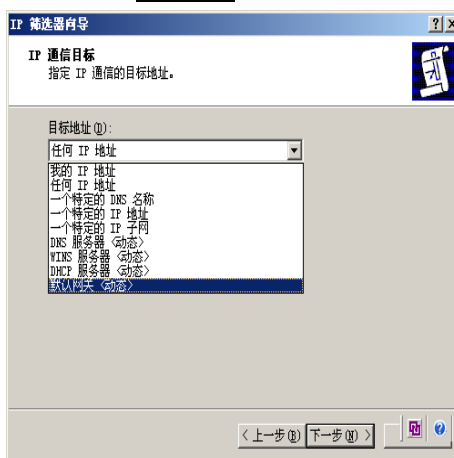 IP 筛选器向导
IP 通信目标
指定 IP 通信的目标地址。
目标地址(D):
任何 IP 地址
我的 IP 地址
任何 IP 地址
一个特定的 DNS 名称
一个特定的 IP 地址
一个特定的 IP 子网
DNS 服务器 <动态>
WINS 服务器 <动态>
DHCP 服务器 <动态>
默认网关 <动态>
< 上一步(B) 下一步(N) >